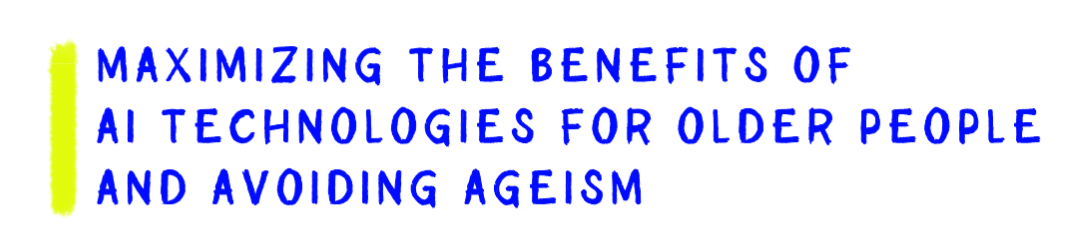 MAXIMIZING THE BENEFITS OF
AI TECHNOLOGIES FOR OLDER PEOPLE
AND AVOIDING AGEISM